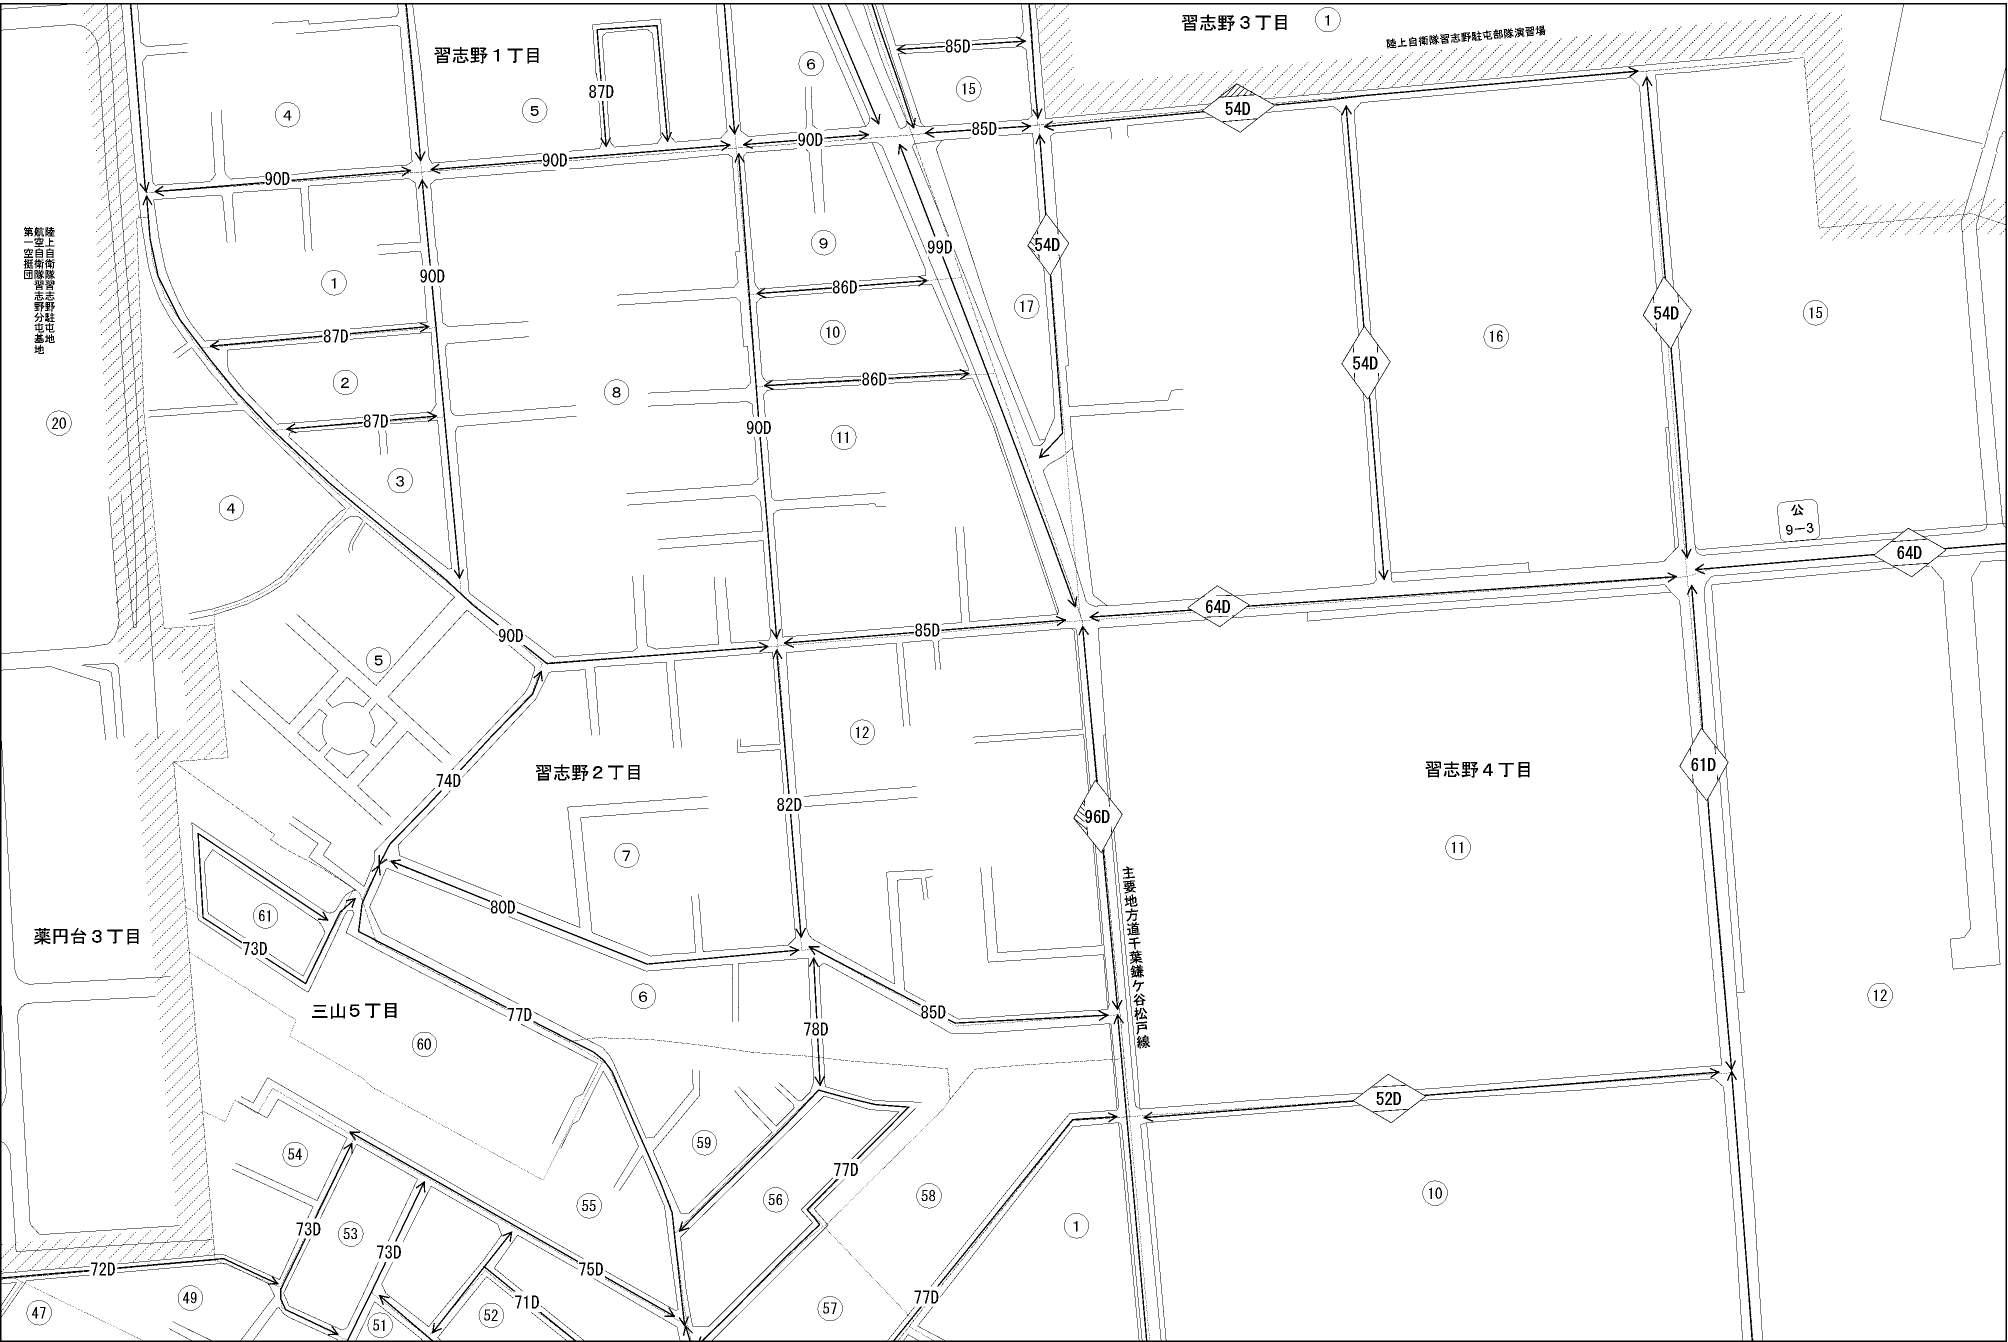 習志野３丁目
①
陸上自衛隊習志野駐屯部隊演習場
習志野１丁目
85D
⑥
⑮
87D
④
⑤
54D
85D
90D
90D
90D
陸上自衛隊習志野駐屯地
航空自衛隊習志野分屯基地
第一空挺団
⑨
54D
99D
90D
①
86D
⑰
54D
⑮
87D
⑩
⑯
54D
②
86D
⑧
87D
90D
⑪
⑳
③
④
公
9－3
64D
64D
90D
85D
⑤
⑫
習志野２丁目
74D
習志野４丁目
61D
82D
96D
⑦
⑪
主要地方道千葉鎌ケ谷松戸線
80D
61
薬円台３丁目
73D
⑥
⑫
三山５丁目
77D
85D
78D
60
52D
59
54
77D
56
58
⑩
55
①
73D
53
73D
72D
75D
49
71D
77D
47
51
52
57